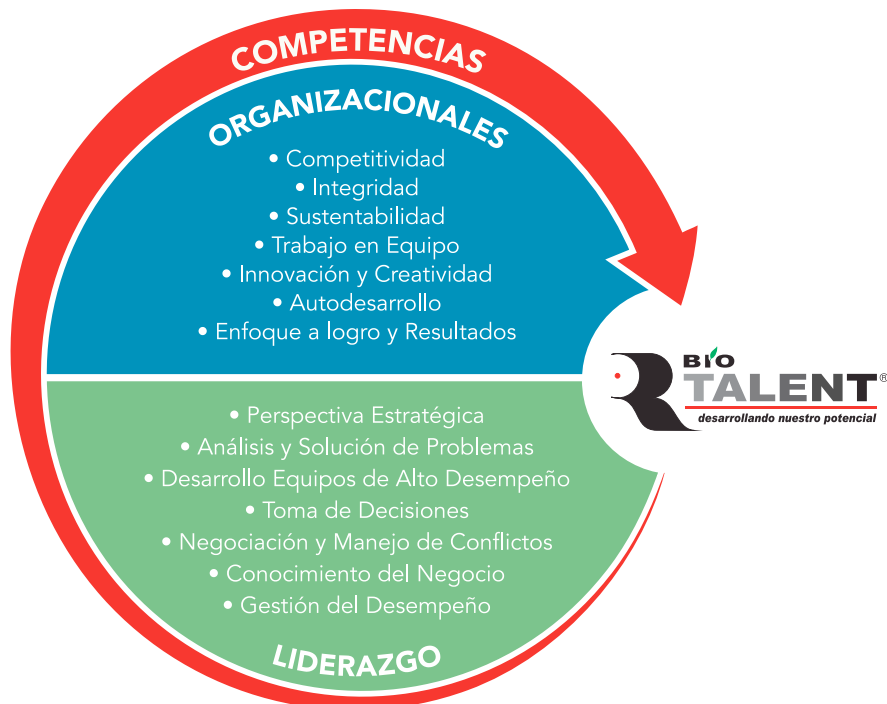 COMPETENCIAS
ORGANIZACIONALES
• Competitividad
• Integridad
• Sustentabilidad
• Trabajo en Equipo
• Innovación y Creatividad
• Autodesarrollo
• Enfoque a logro y Resultados
BIO
TALENT®
desarrollando nuestro potencial
• Perspectiva Estratégica
• Análisis y Solución de Problemas
• Desarrollo Equipos de Alto Desempeño
• Toma de Decisiones
• Negociación y Manejo de Conflictos
• Conocimiento del Negocio
• Gestión del Desempeño
LIDERAZGO